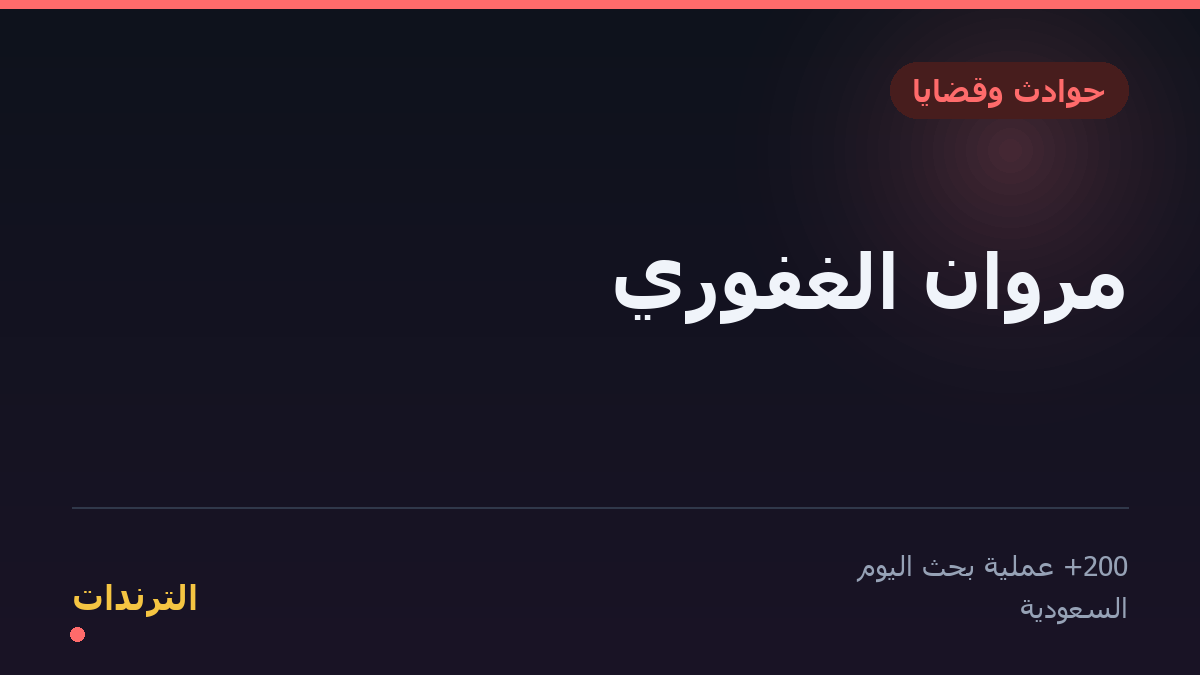 حوادث وقضايا
مروان الغفوري
200+ عملية بحث اليوم
السعودية
الترندات